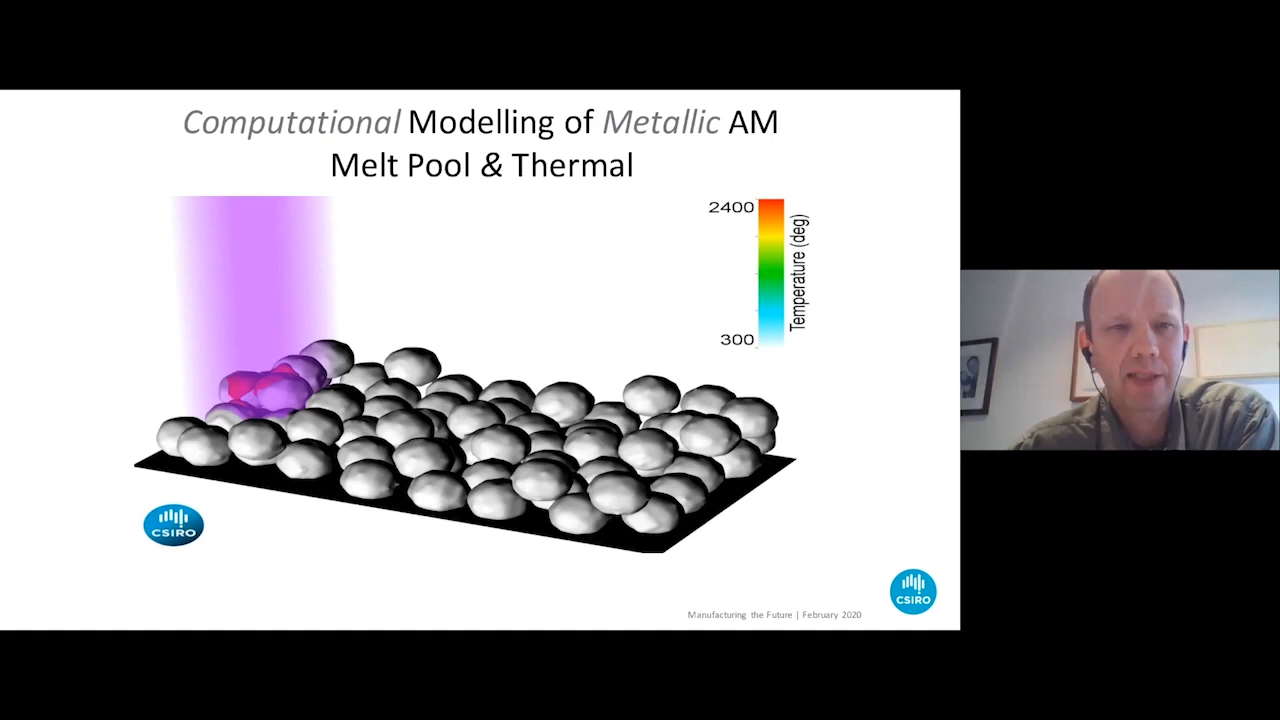 Computational Modelling of Metallic AM
Melt Pool & Thermal
2400
Temperature (deg)
300
CSIRO
CSIRO
Manufacturing the Future | February 2020